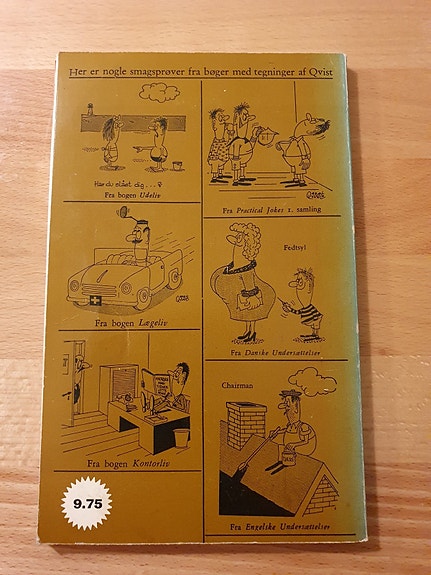 Her er nogle smagsprøver fra bøger med tegninger af Qvist
Har du slået dig...?
Fra bogen Udeliv
Fra Practical Jokes 1. samling
Fra bogen Lægeliv
Fedtsyl
Fra Danske Undersættelser
Fra bogen Kontorliv
Chairman
Fra Engelske Undersættelser
9.75